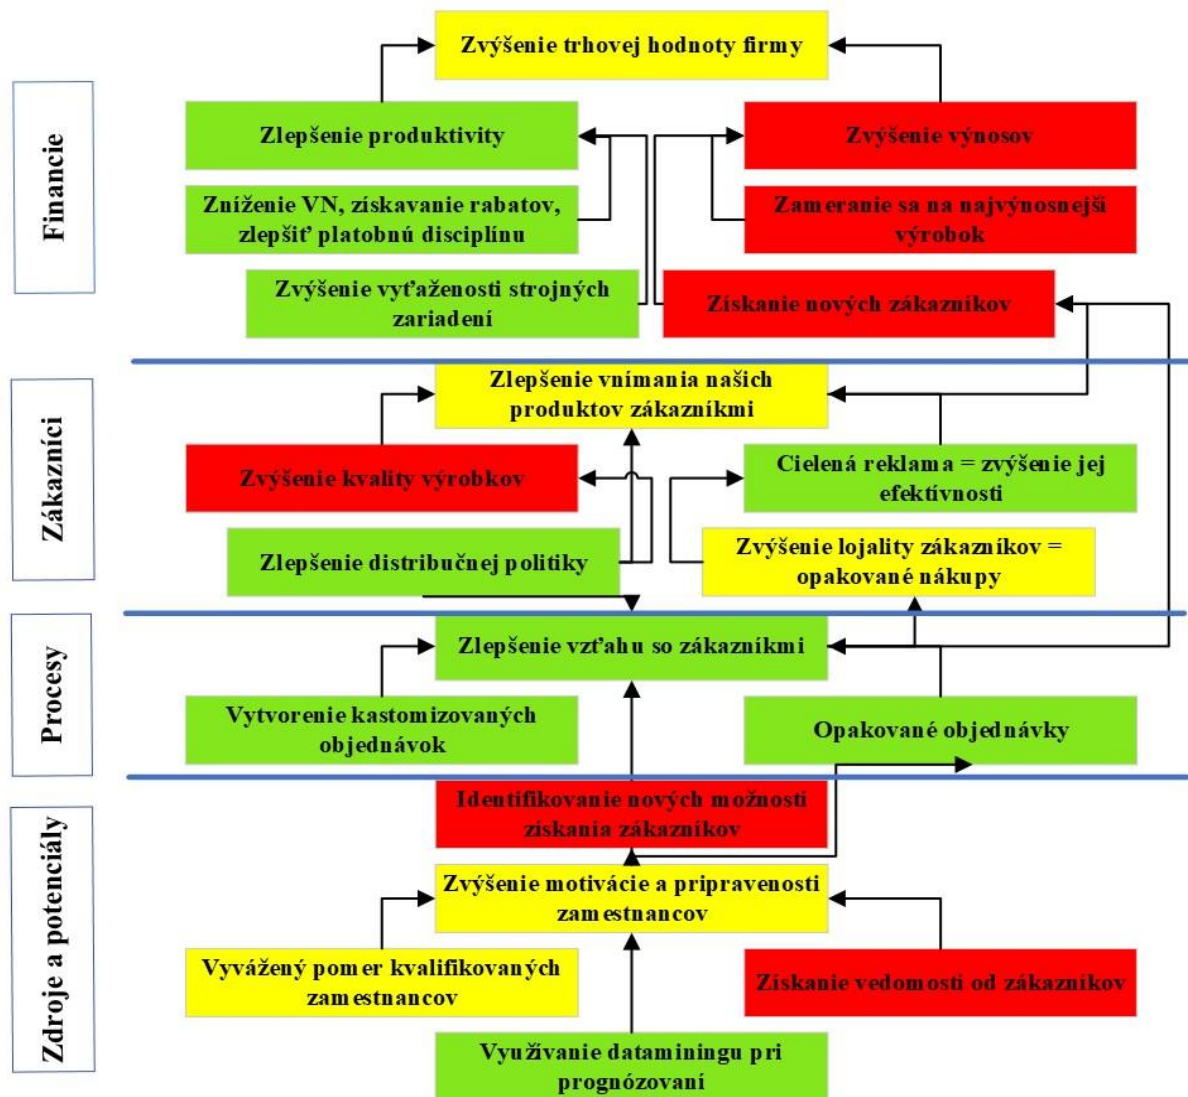 Financie
Zvýšenie trhovej hodnoty firmy
Zlepšenie produktivity
Zvýšenie výnosov
Zníženie VN, získavanie rabatov,
zlepšiť platobnú disciplínu
Zameranie sa na najvýnosnejši
výrobok
Zvýšenie vyťaženosti strojných
zariadení
Získanie nových zákazníkov
Zákazníci
Zlepšenie vnímania našich
produktov zákazníkmi
Zvýšenie kvality výrobkov
Cielená reklama = zvýšenie jej
efektívnosti
Zlepšenie distribučnej politiky
Zvýšenie lojality zákazníkov =
opakované nákupy
Procesy
Zlepšenie vzťahu so zákazníkmi
Vytvorenie kastomizovaných
objednávok
Opakované objednávky
Zdroje a potenciály
Identifikovanie nových možností
získania zákazníkov
Zvýšenie motivácie a pripravenosti
zamestnancov
Vyvážený pomer kvalifikovaných
zamestnancov
Získanie vedomostí od zákazníkov
Využívanie dataminingu pri
prognózovaní